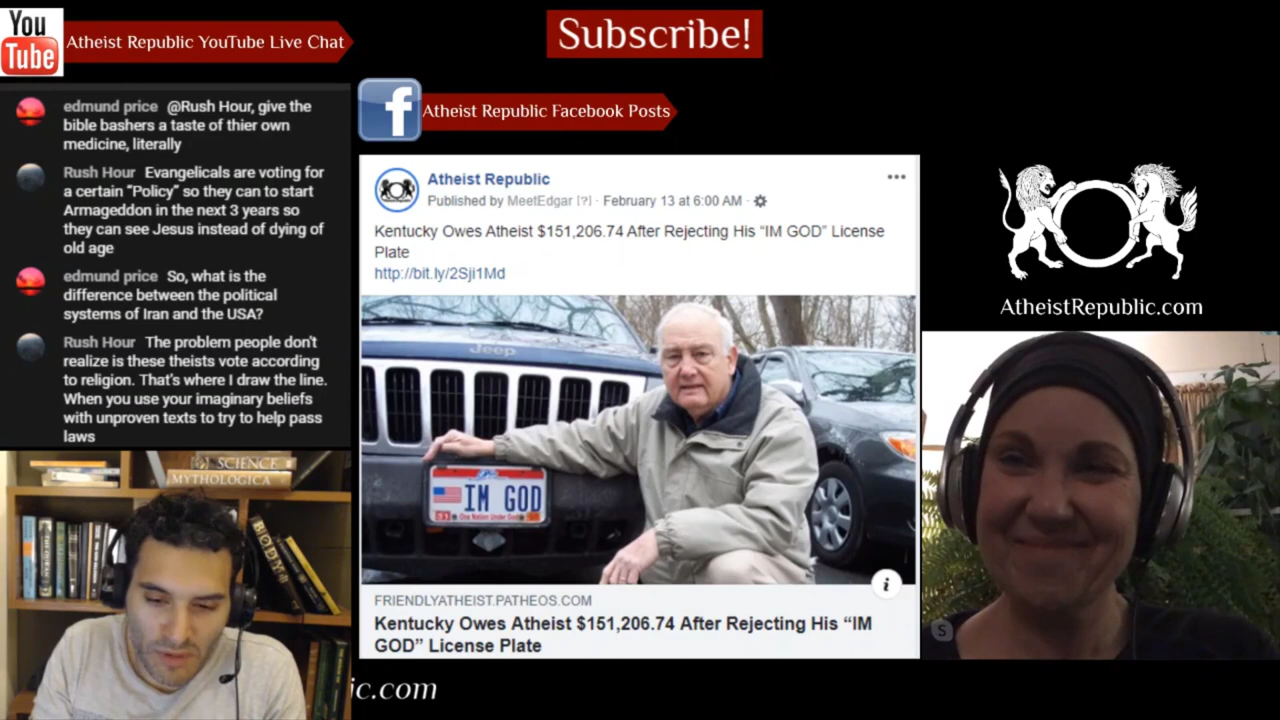 You
Tube
Atheist Republic YouTube Live Chat
Subscribe!
edmund price @Rush Hour, give the
bible bashers a taste of thier own
medicine, literally
Rush Hour Evangelicals are voting for
a certain "Policy" so they can to start
Armageddon in the next 3 years so
they can see Jesus instead of dying of
old age
edmund price So, what is the
difference between the political
systems of Iran and the USA?
Rush Hour The problem people don't
realize is these theists vote according
to religion. That's where I draw the line.
When you use your imaginary beliefs
with unproven texts to try to help pass
laws
f
Atheist Republic Facebook Posts
Atheist Republic
Published by MeetEdgar [?] · February 13 at 6:00 AM ·
Kentucky Owes Atheist $151,206.74 After Rejecting His “IM GOD” License
Plate
http://bit.ly/2Sji1Md
Jeep
IM GOD
One Nation Under God
i
FRIENDLYATHEIST.PATHEOS.COM
Kentucky Owes Atheist $151,206.74 After Rejecting His “IM
GOD” License Plate
AtheistRepublic.com
SCIENCE
MYTHOLOGICA
S
ic.com